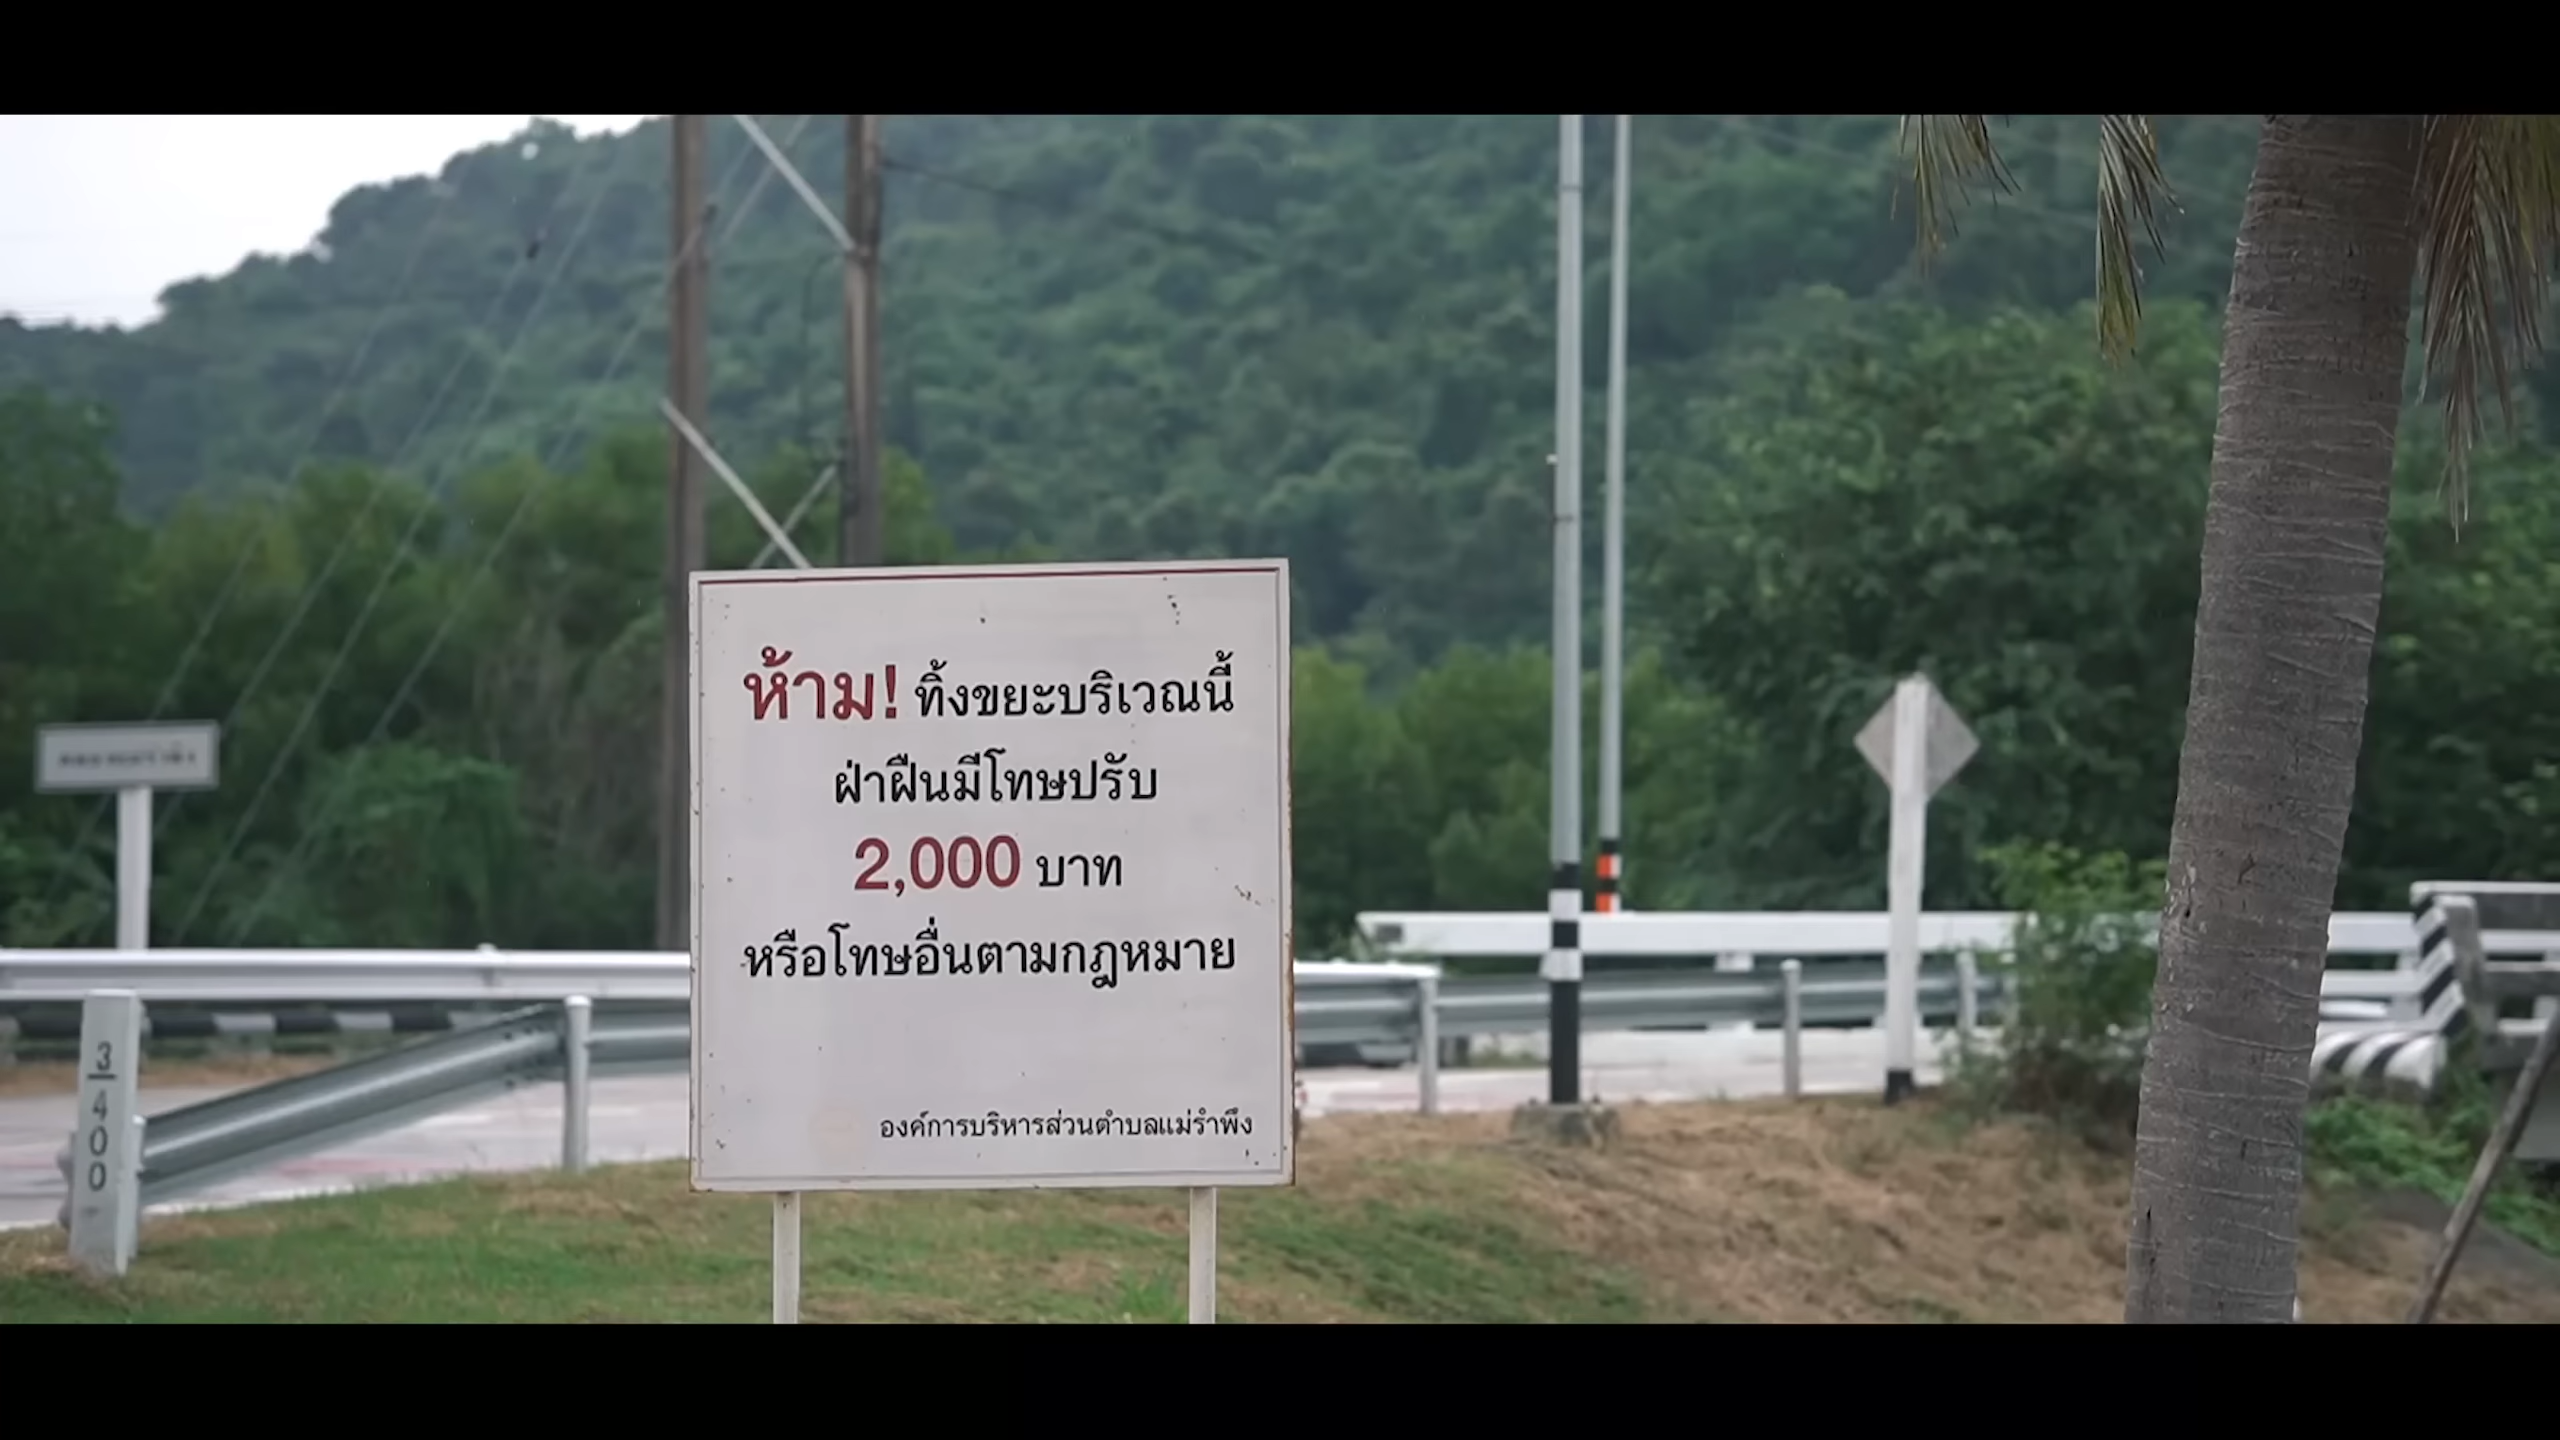 ห้าม! ทิ้งขยะบริเวณนี้
ฝ่าฝืนมีโทษปรับ
2,000 บาท
หรือโทษอื่นตามกฎหมาย
องค์การบริหารส่วนตำบลแม่รำพึง
3
400